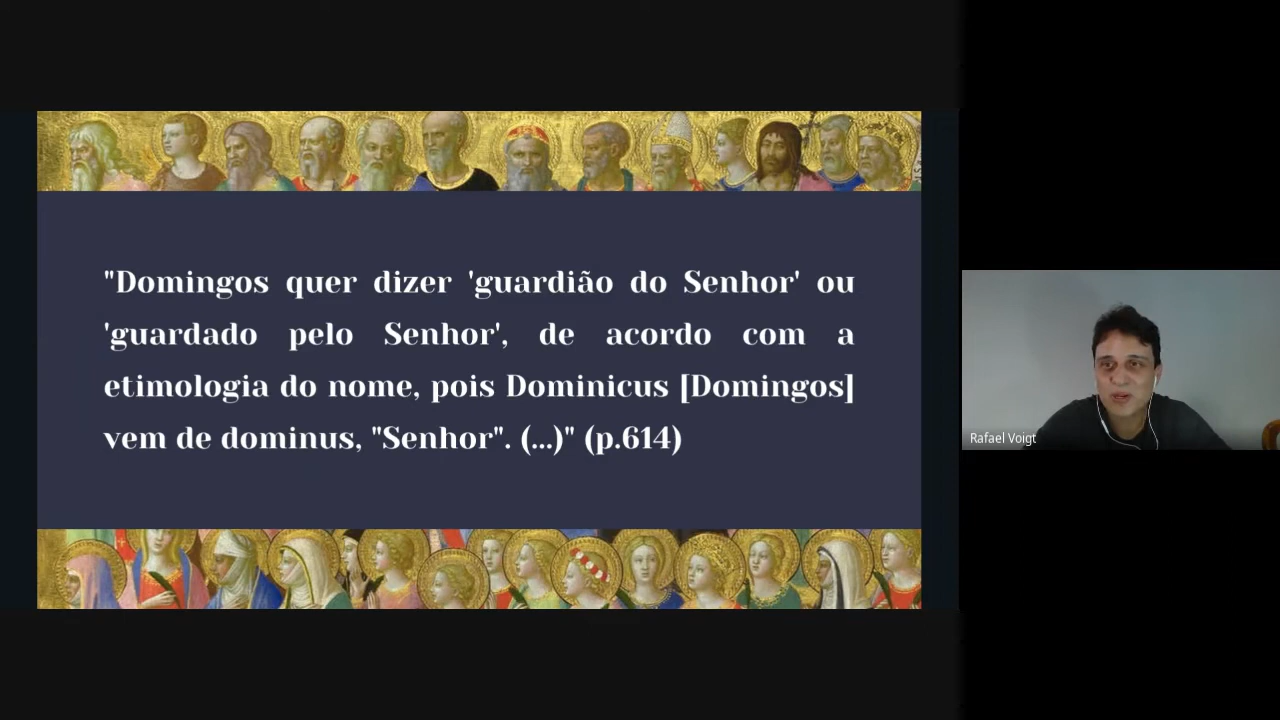 "Domingos quer dizer 'guardião do Senhor' ou
'guardado pelo Senhor', de acordo com a
etimologia do nome, pois Dominicus [Domingos]
vem de dominus, "Senhor". (...)" (p.614)
Rafael Voigt